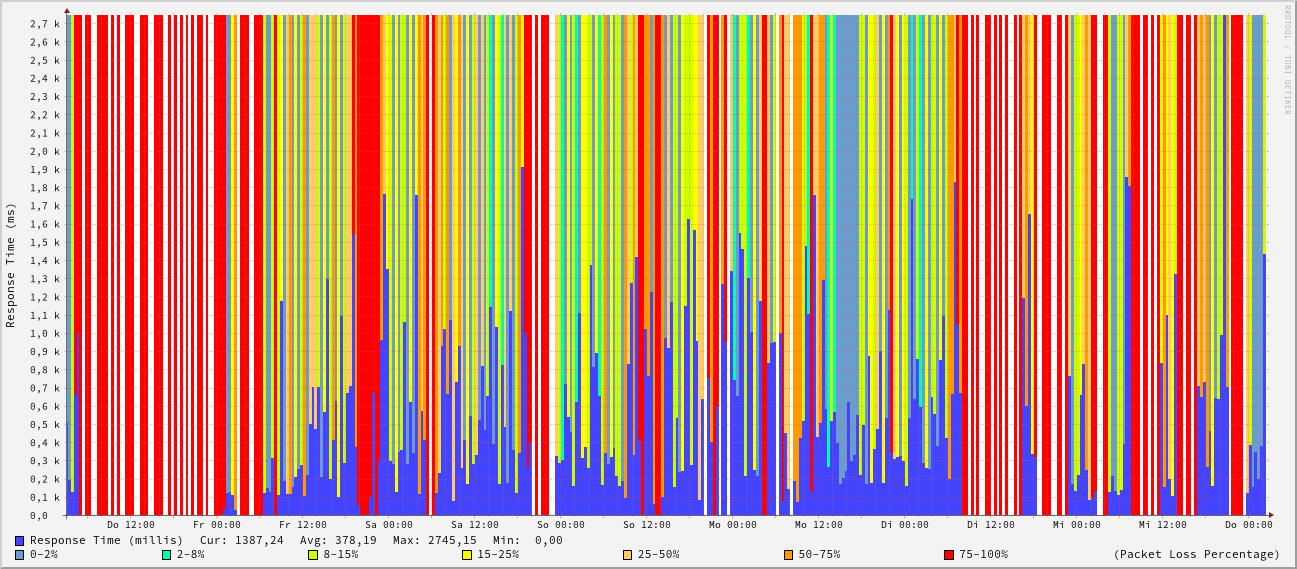 2,7 k
2,6 k
2,5 k
2,4 k
2,3 k
2,2 k
2,1 k
2,0 k
1,9 k
1,8 k
1,7 k
1,6 k
1,5 k
1,4 k
1,3 k
1,2 k
1,1 k
1,0 k
0,9 k
0,8 k
0,7 k
0,6 k
0,5 k
0,4 k
0,3 k
0,2 k
0,1 k
0,0
Response Time (ms)
RRDTOOL / TOBI OETIKER
Do 12:00 Fr 00:00 Fr 12:00 Sa 00:00 Sa 12:00 So 00:00 So 12:00 Mo 00:00 Mo 12:00 Di 00:00 Di 12:00 Mi 00:00 Mi 12:00 Do 00:00
Response Time (millis) Cur: 1387,24 Avg: 378,19 Max: 2745,15 Min: 0,00
0-2% 2-8% 8-15% 15-25% 25-50% 50-75% 75-100% (Packet Loss Percentage)